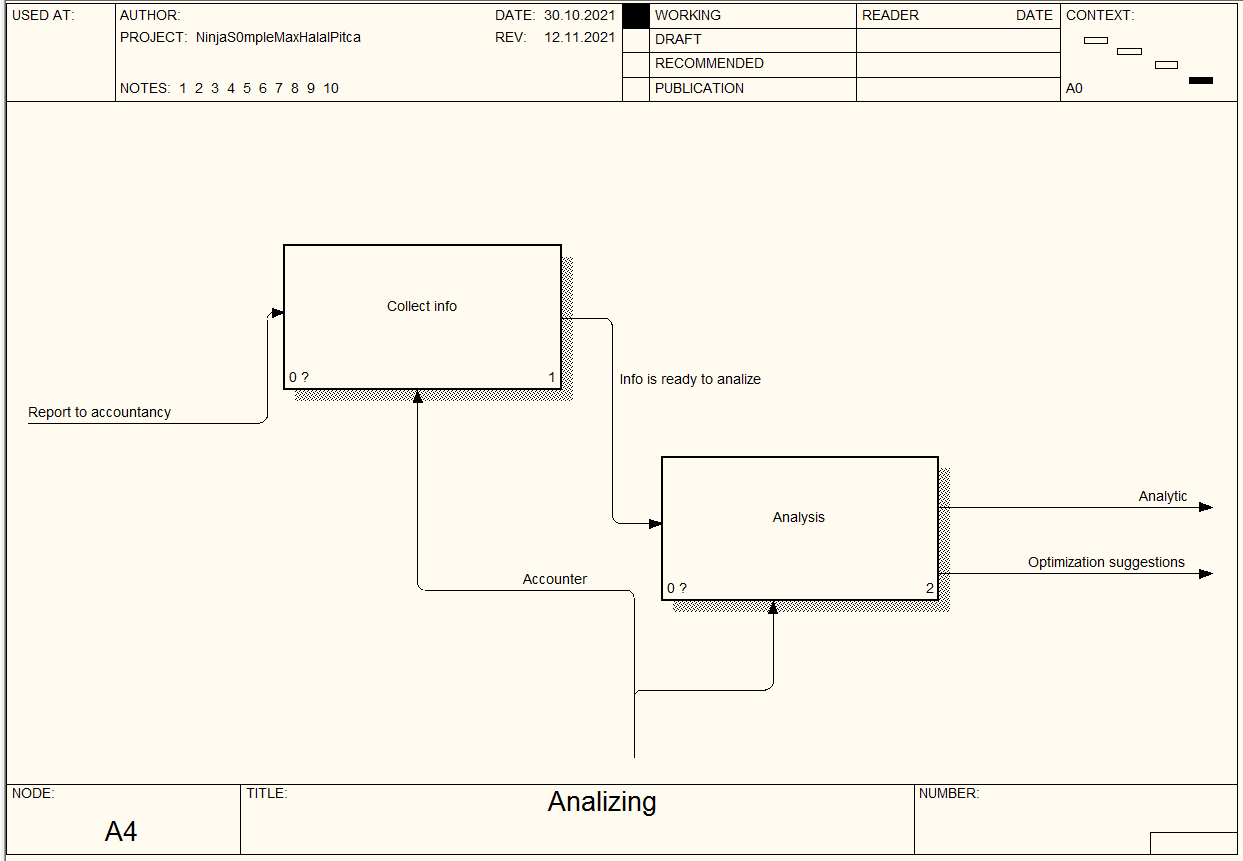 USED AT:
AUTHOR:
DATE: 30.10.2021
PROJECT: NinjaS0mpleMaxHalalPitca
REV: 12.11.2021
NOTES: 1 2 3 4 5 6 7 8 9 10
WORKING
DRAFT
RECOMMENDED
PUBLICATION
READER DATE
CONTEXT:
A0
Collect info
0 ? 1
Info is ready to analize
Report to accountancy
Analysis
0 ? 2
Analytic
Optimization suggestions
Accounter
NODE:
A4
TITLE:
Analizing
NUMBER: